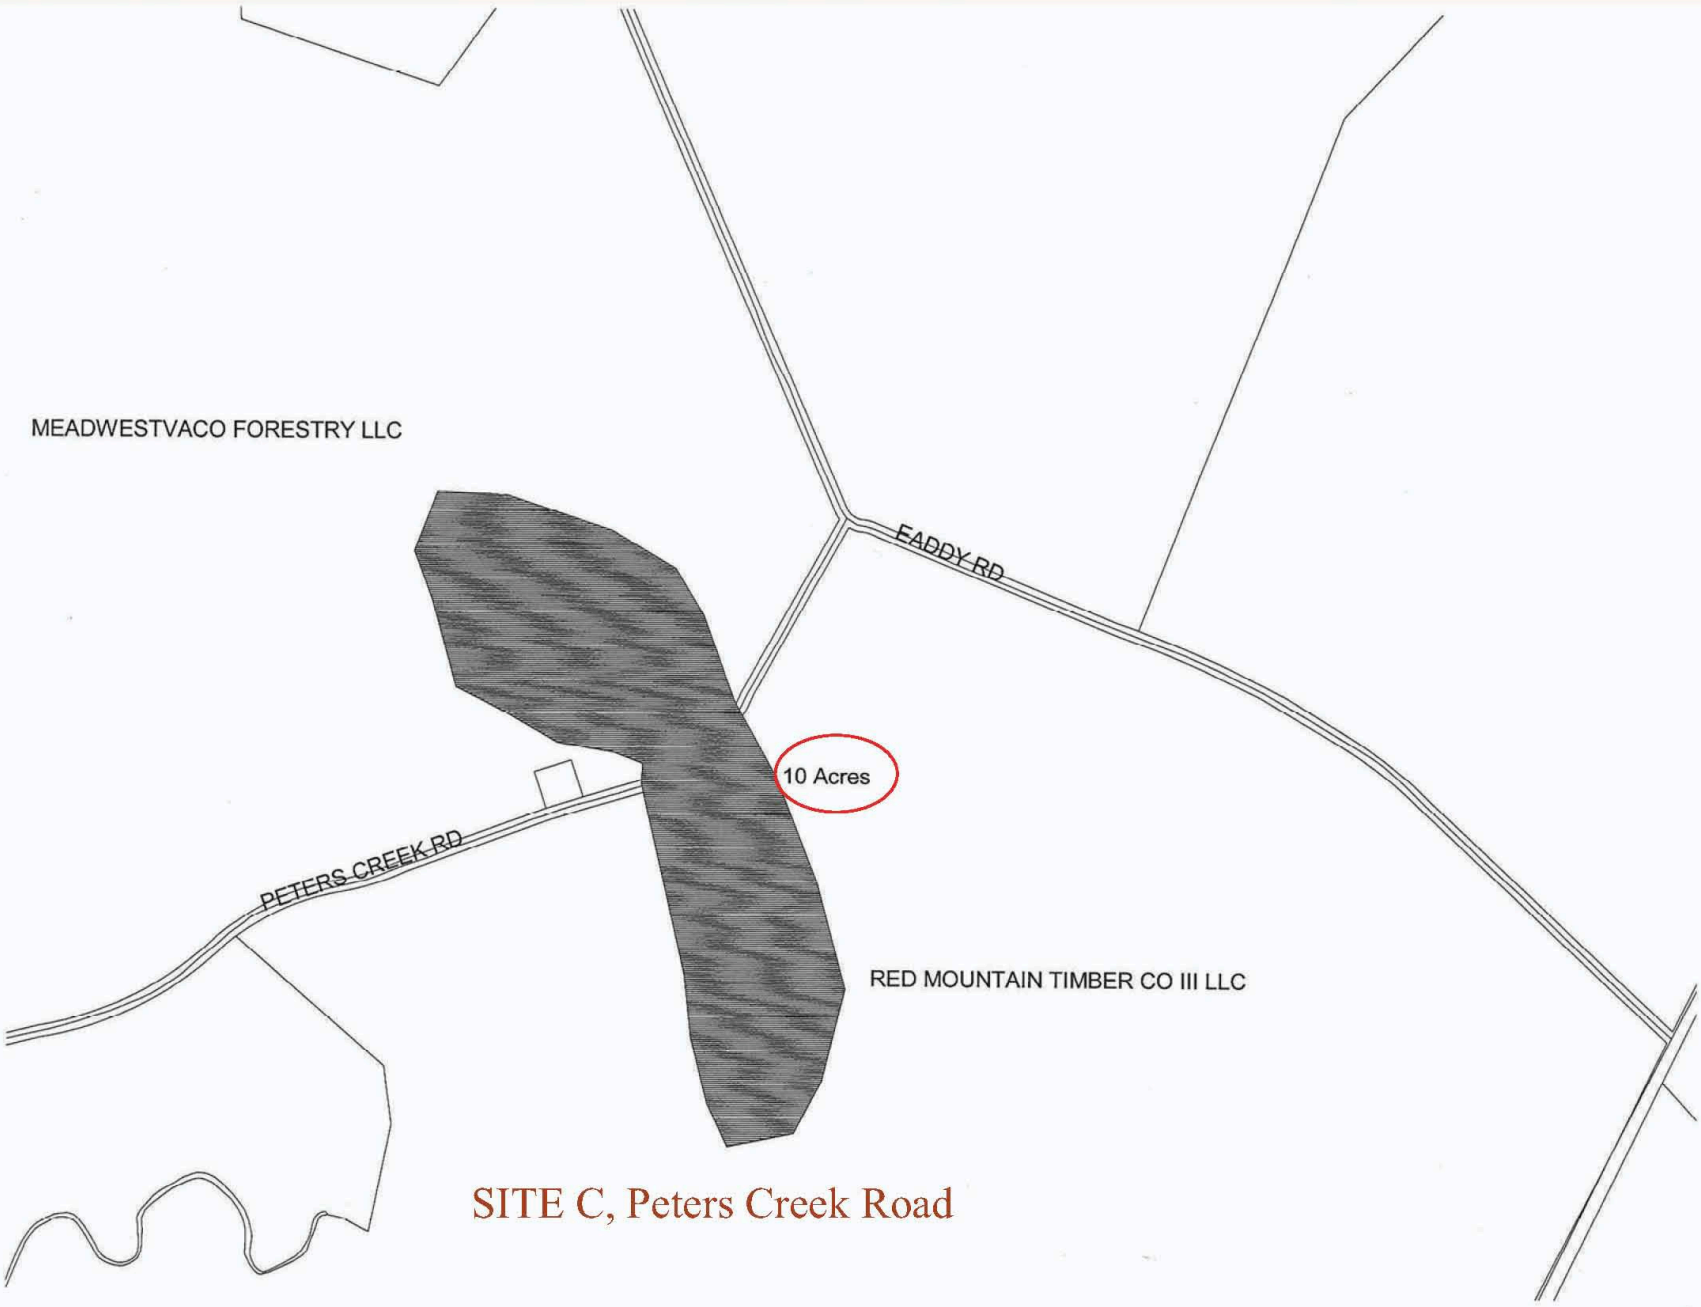 MEADWESTVACO FORESTRY LLC
EADDY RD
10 Acres
PETERS CREEK RD
RED MOUNTAIN TIMBER CO III LLC
SITE C, Peters Creek Road